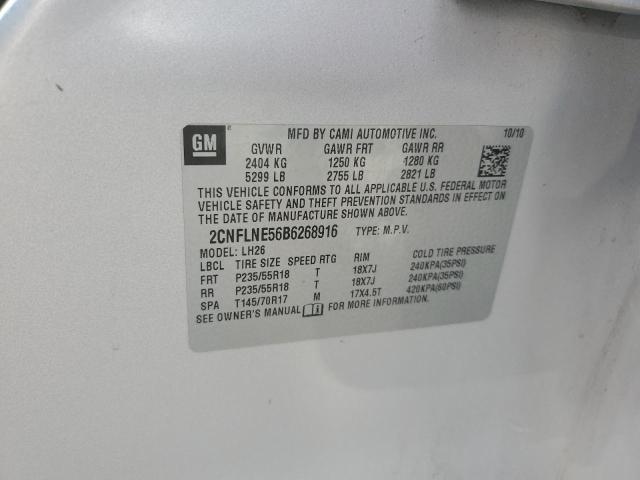 GM
MFD BY CAMI AUTOMOTIVE INC. 10/10
GVWR GAWR FRT GAWR RR
2404 KG 1250 KG 1280 KG
5299 LB 2755 LB 2821 LB
THIS VEHICLE CONFORMS TO ALL APPLICABLE U.S. FEDERAL MOTOR
VEHICLE SAFETY AND THEFT PREVENTION STANDARDS IN EFFECT ON
DATE OF MANUFACTURE SHOWN ABOVE.
2CNFLNE56B6268916 TYPE: M.P.V.
MODEL: LH26
LBCL TIRE SIZE SPEED RTG RIM COLD TIRE PRESSURE
FRT P235/55R18 T 18X7J 240KPA(35PSI)
RR P235/55R18 T 18X7J 240KPA(35PSI)
SPA T145/70R17 M 17X4.5T 420KPA(60PSI)
SEE OWNER'S MANUAL FOR MORE INFORMATION.